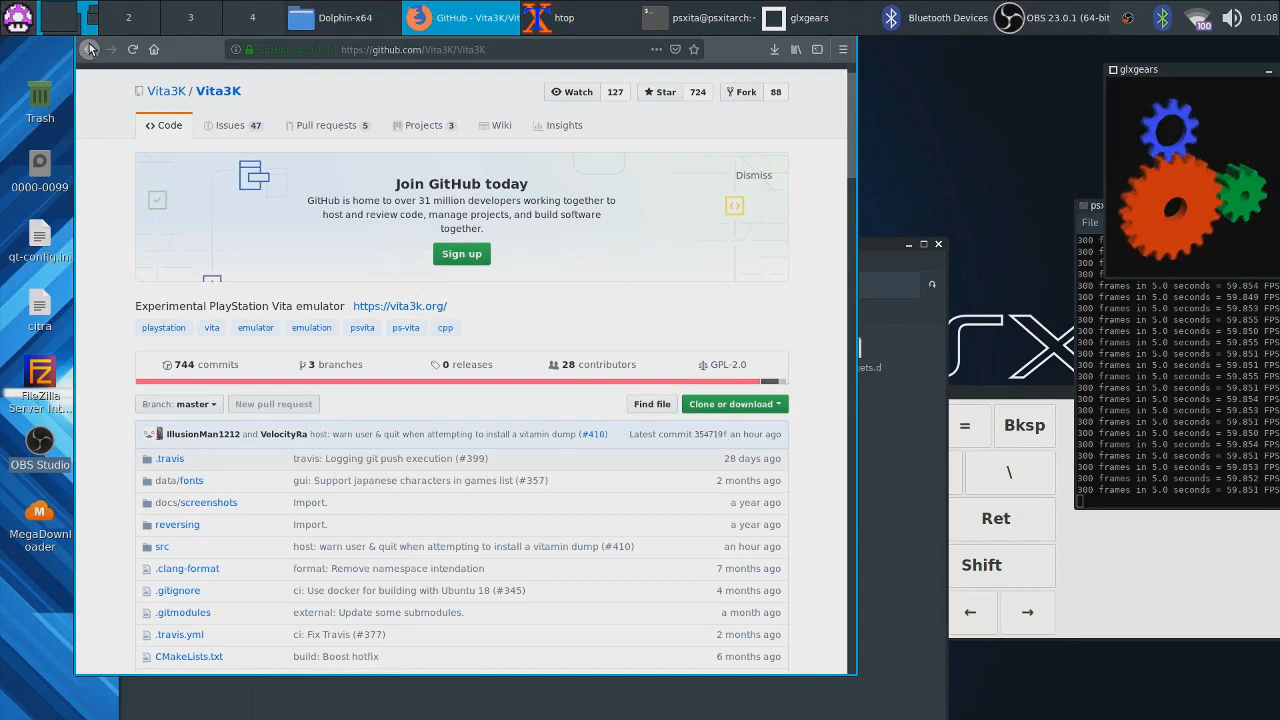 2
3
4
Dolphin-x64
GitHub - Vita3K/Vit
htop
psxita@psxitarch:~
glxgears
Bluetooth Devices
OBS 23.0.1 (64-bit
100
01:08
https://github.com/Vita3K/Vita3K
Trash
0000-0099
qt-config.ini
citra
FileZilla
Server Int...
OBS Studio
MegaDownl
oader
Vita3K / Vita3K
Watch 127
Star 724
Fork 88
Code
Issues 47
Pull requests 5
Projects 3
Wiki
Insights
Dismiss
Join GitHub today
GitHub is home to over 31 million developers working together to
host and review code, manage projects, and build software
together.
Sign up
Experimental PlayStation Vita emulator https://vita3k.org/
playstation vita emulator emulation psvita ps-vita cpp
744 commits
3 branches
0 releases
28 contributors
GPL-2.0
Branch: master
New pull request
Find file
Clone or download
IllusionMan1212 and VelocityRa host: warn user & quit when attempting to install a vitamin dump (#410) Latest commit 354719f an hour ago
.travis travis: Logging git push execution (#399) 28 days ago
data/fonts gui: Support japanese characters in games list (#357) 2 months ago
docs/screenshots Import. a year ago
reversing Import. a year ago
src host: warn user & quit when attempting to install a vitamin dump (#410) an hour ago
.clang-format format: Remove namespace intendation 7 months ago
.gitignore ci: Use docker for building with Ubuntu 18 (#345) 4 months ago
.gitmodules external: Update some submodules. a month ago
.travis.yml ci: Fix Travis (#377) 2 months ago
CMakeLists.txt build: Boost hotfix 6 months ago
gets.d
=
Bksp
\
Ret
Shift
←
→
glxgears
psx
File
300 f
300 f
300 f
300 f
300 frames in 5.0 seconds = 59.854 FPS
300 frames in 5.0 seconds = 59.849 FPS
300 frames in 5.0 seconds = 59.853 FPS
300 frames in 5.0 seconds = 59.855 FPS
300 frames in 5.0 seconds = 59.850 FPS
300 frames in 5.0 seconds = 59.855 FPS
300 frames in 5.0 seconds = 59.851 FPS
300 frames in 5.0 seconds = 59.851 FPS
300 frames in 5.0 seconds = 59.855 FPS
300 frames in 5.0 seconds = 59.855 FPS
300 frames in 5.0 seconds = 59.854 FPS
300 frames in 5.0 seconds = 59.853 FPS
300 frames in 5.0 seconds = 59.851 FPS
300 frames in 5.0 seconds = 59.850 FPS
300 frames in 5.0 seconds = 59.854 FPS
300 frames in 5.0 seconds = 59.851 FPS
300 frames in 5.0 seconds = 59.853 FPS
300 frames in 5.0 seconds = 59.852 FPS
300 frames in 5.0 seconds = 59.851 FPS